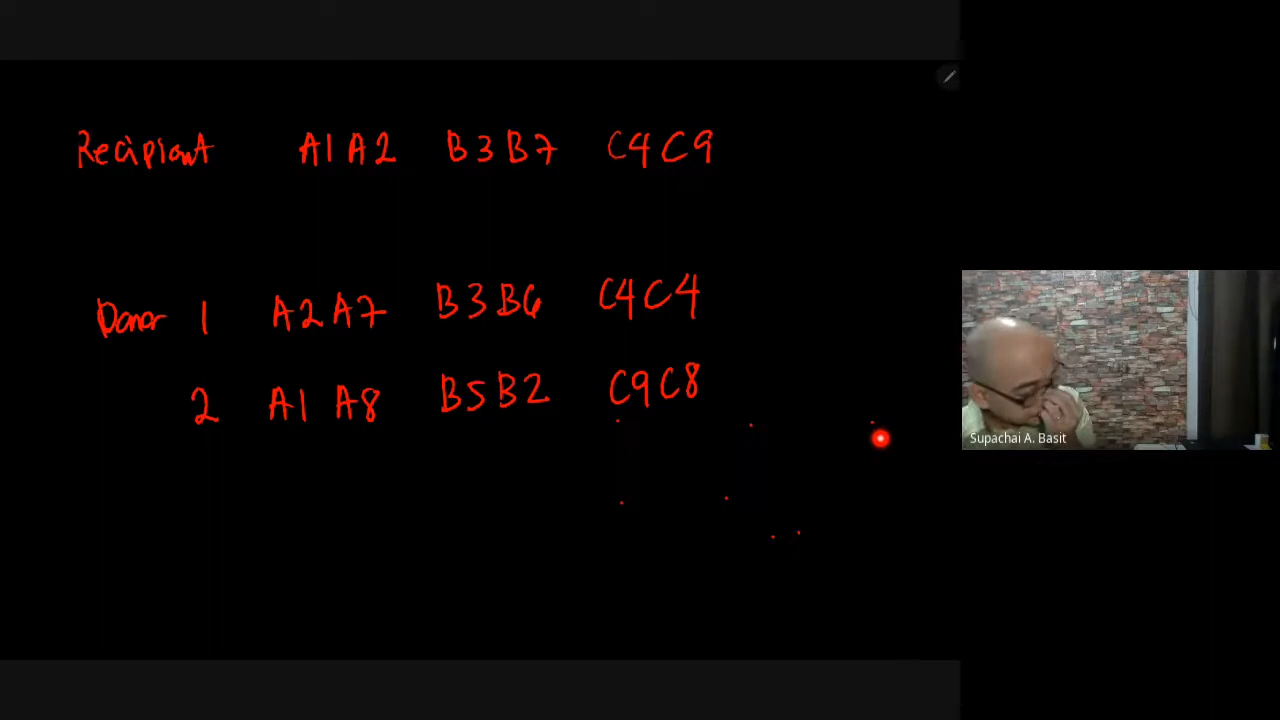 Recipiant A1 A2 B3 B7 C4 C9
Donor 1 A2 A7 B3 B6 C4 C4
2 A1 A8 B5 B2 C9 C8
Supachai A. Basit